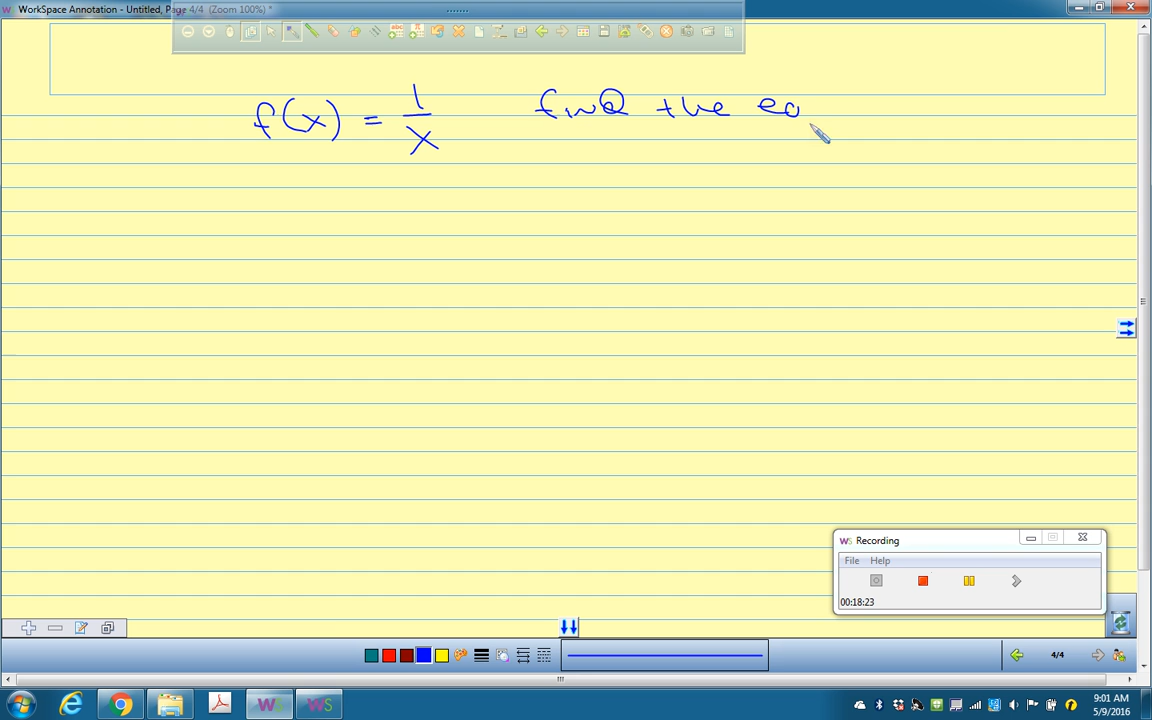 WorkSpace Annotation - Untitled, Page 4/4 (Zoom 100%) *
f(x) = 1/x find the eq
Recording
File Help
00:18:23
4/4
9:01 AM
5/9/2016